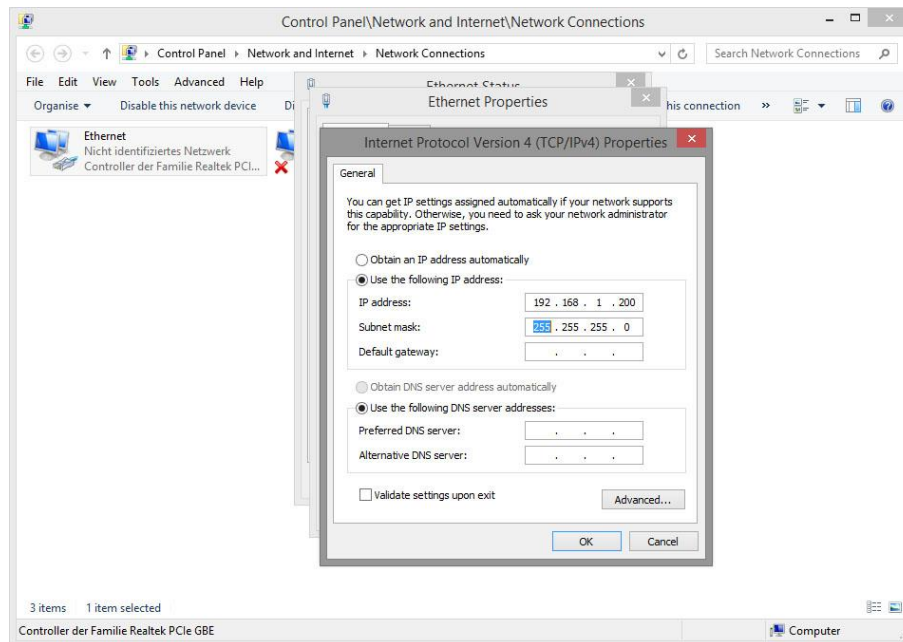 Control Panel\Network and Internet\Network Connections
Control Panel Network and Internet Network Connections
Search Network Connections
File Edit View Tools Advanced Help
Ethernet Status
Organise Disable this network device Di
his connection »
Ethernet Properties
Ethernet
Nicht identifiziertes Netzwerk
Controller der Familie Realtek PCI...
Internet Protocol Version 4 (TCP/IPv4) Properties
General
You can get IP settings assigned automatically if your network supports
this capability. Otherwise, you need to ask your network administrator
for the appropriate IP settings.
Obtain an IP address automatically
Use the following IP address:
IP address: 192 . 168 . 1 . 200
Subnet mask: 255 . 255 . 255 . 0
Default gateway: . . .
Obtain DNS server address automatically
Use the following DNS server addresses:
Preferred DNS server: . . .
Alternative DNS server: . . .
Validate settings upon exit
Advanced...
OK Cancel
3 items 1 item selected
Controller der Familie Realtek PCIe GBE
Computer